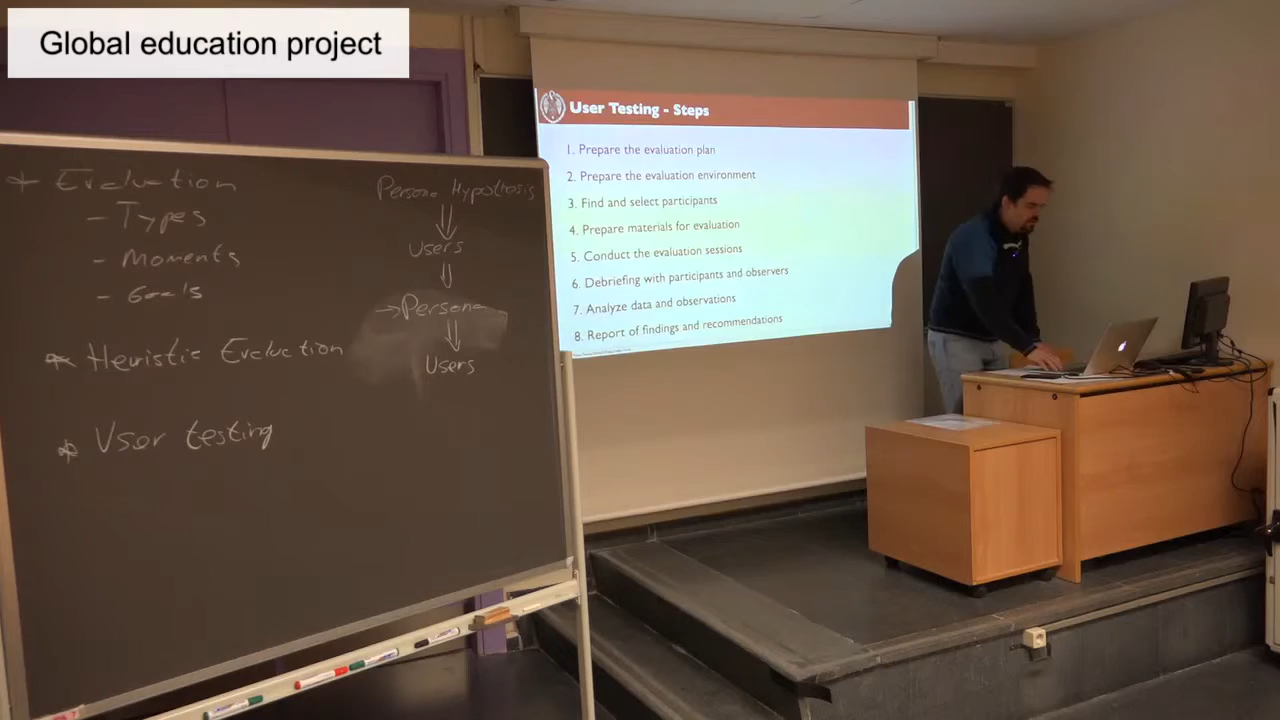 Global education project
User Testing - Steps
1. Prepare the evaluation plan
2. Prepare the evaluation environment
3. Find and select participants
4. Prepare materials for evaluation
5. Conduct the evaluation sessions
6. Debriefing with participants and observers
7. Analyze data and observations
8. Report of findings and recommendations
* Evaluation
- Types
- Moments
- Goals
* Heuristic Evaluation
* User testing
Persona Hypoltosis
⇓
Users
⇓
→ Persona
⇓
Users